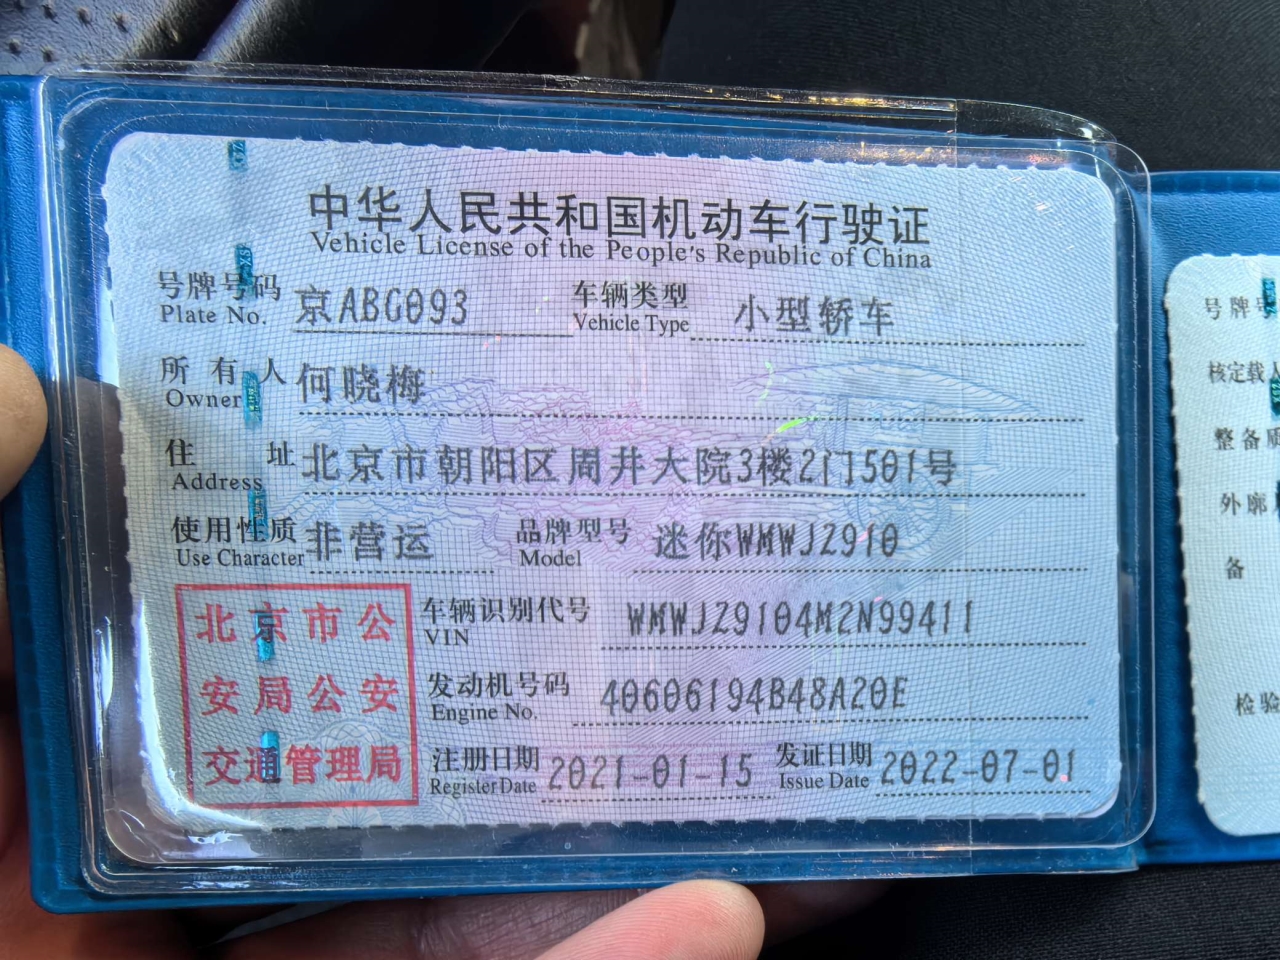 中华人民共和国机动车行驶证
Vehicle License of the People's Republic of China
号牌号码 京ABG093 车辆类型 小型轿车
Plate No. Vehicle Type
所有人 何晓梅
Owner
住址 北京市朝阳区周井大院3楼2门501号
Address
使用性质 非营运 品牌型号 迷你WMWJZ910
Use Character Model
车辆识别代号 WMWJZ9104M2N99411
VIN
发动机号码 40606194B48A20E
Engine No.
注册日期 2021-01-15 发证日期 2022-07-01
Register Date Issue Date
北京市公
安局公安
交通管理局
号牌号
核定载人
整备质
外廓
备
检验